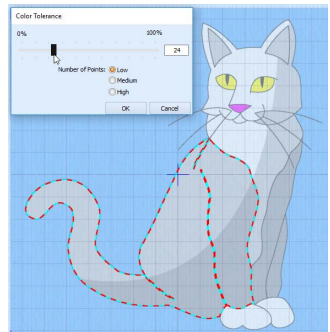 Color Tolerance
0% 100%
24
Number of Points: Low
Medium
High
OK Cancel